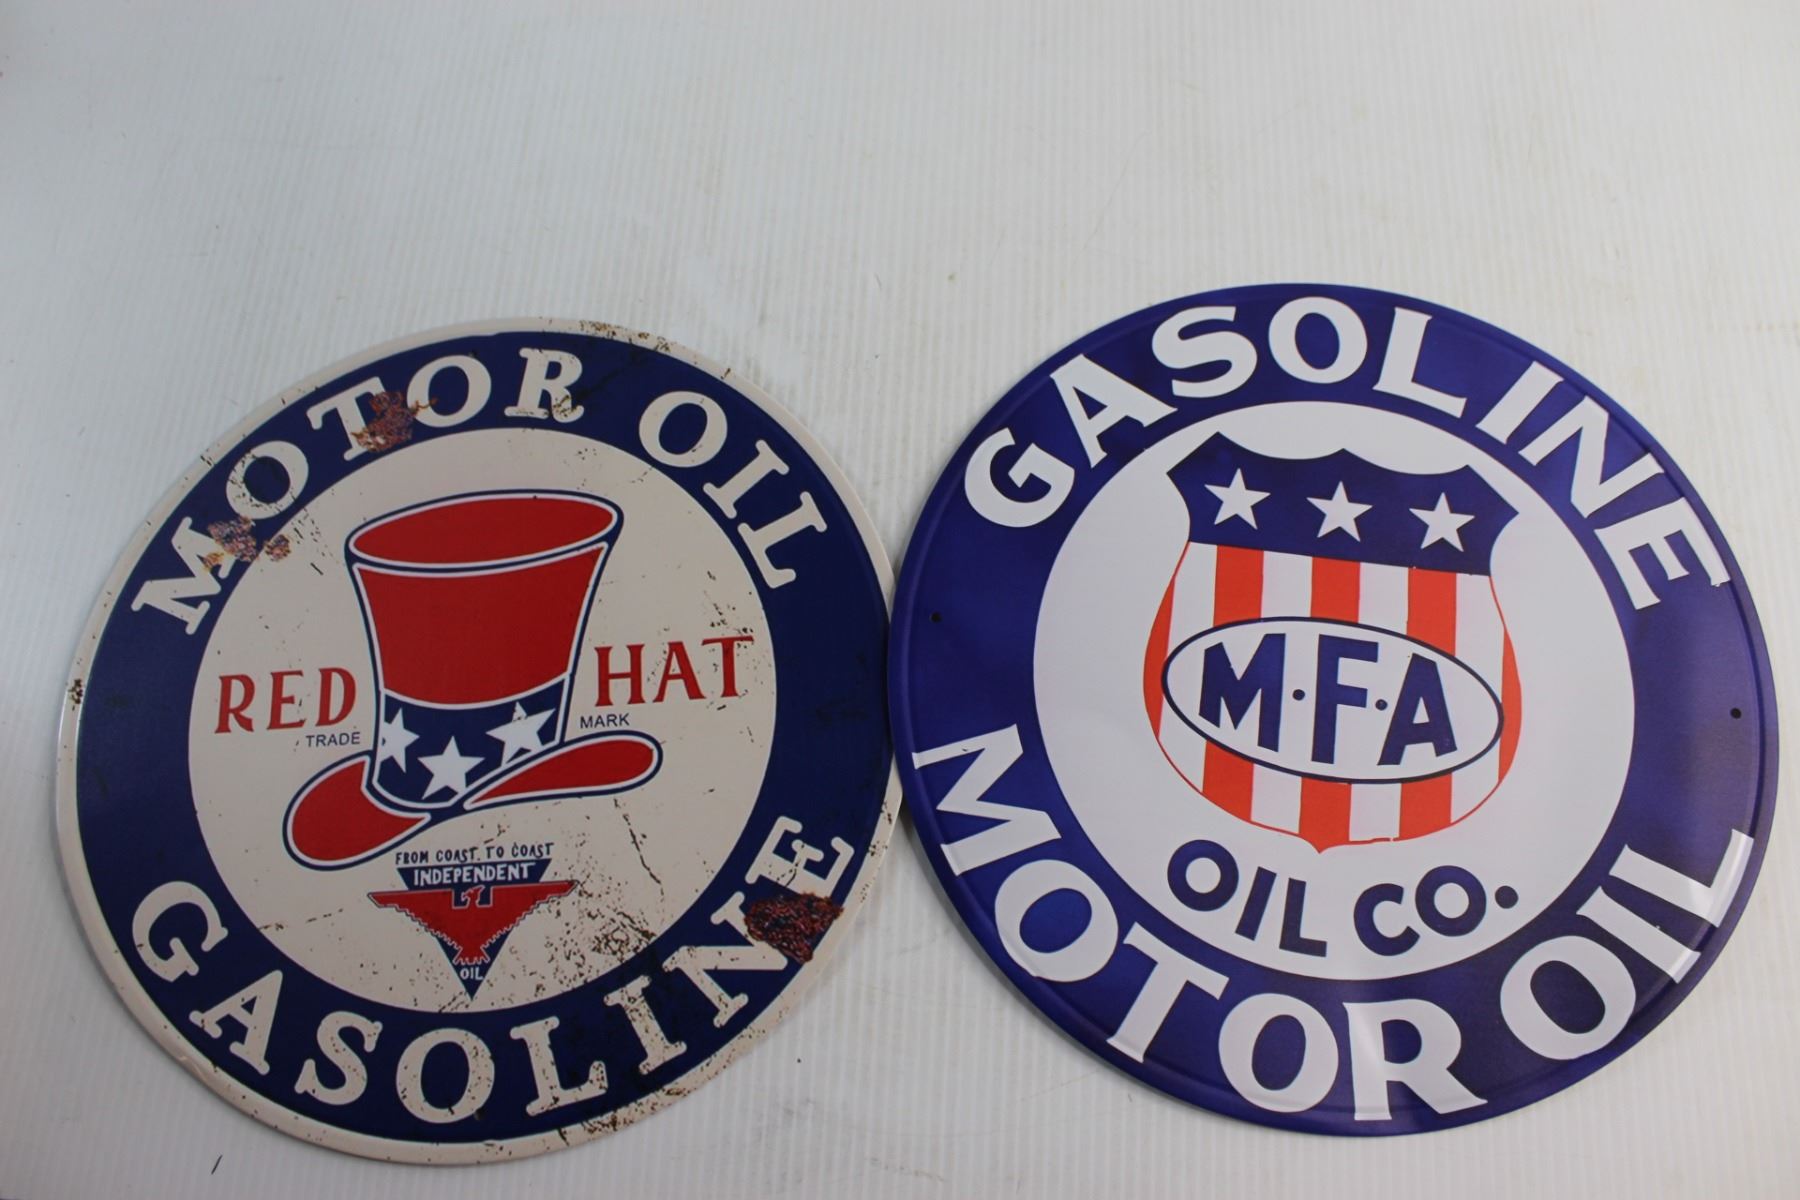 MOTOR OIL
RED HAT
TRADE MARK
FROM COAST TO COAST
INDEPENDENT
OIL
GASOLINE
GASOLINE
M·F·A
OIL CO.
MOTOR OIL